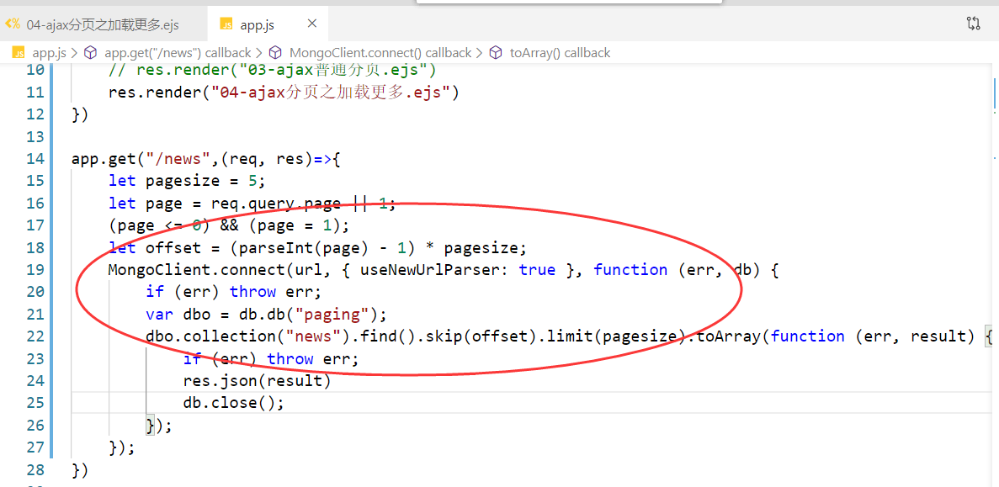 04-ajax分页之加载更多.ejs JS app.js ×
JS app.js > app.get("/news") callback > MongoClient.connect() callback > toArray() callback
10 // res.render("03-ajax普通分页.ejs")
11 res.render("04-ajax分页之加载更多.ejs")
12 })
13
14 app.get("/news",(req, res)=>{
15 let pagesize = 5;
16 let page = req.query.page || 1;
17 (page <= 0) && (page = 1);
18 let offset = (parseInt(page) - 1) * pagesize;
19 MongoClient.connect(url, { useNewUrlParser: true }, function (err, db) {
20 if (err) throw err;
21 var dbo = db.db("paging");
22 dbo.collection("news").find().skip(offset).limit(pagesize).toArray(function (err, result) {
23 if (err) throw err;
24 res.json(result)
25 db.close();
26 });
27 });
28 })